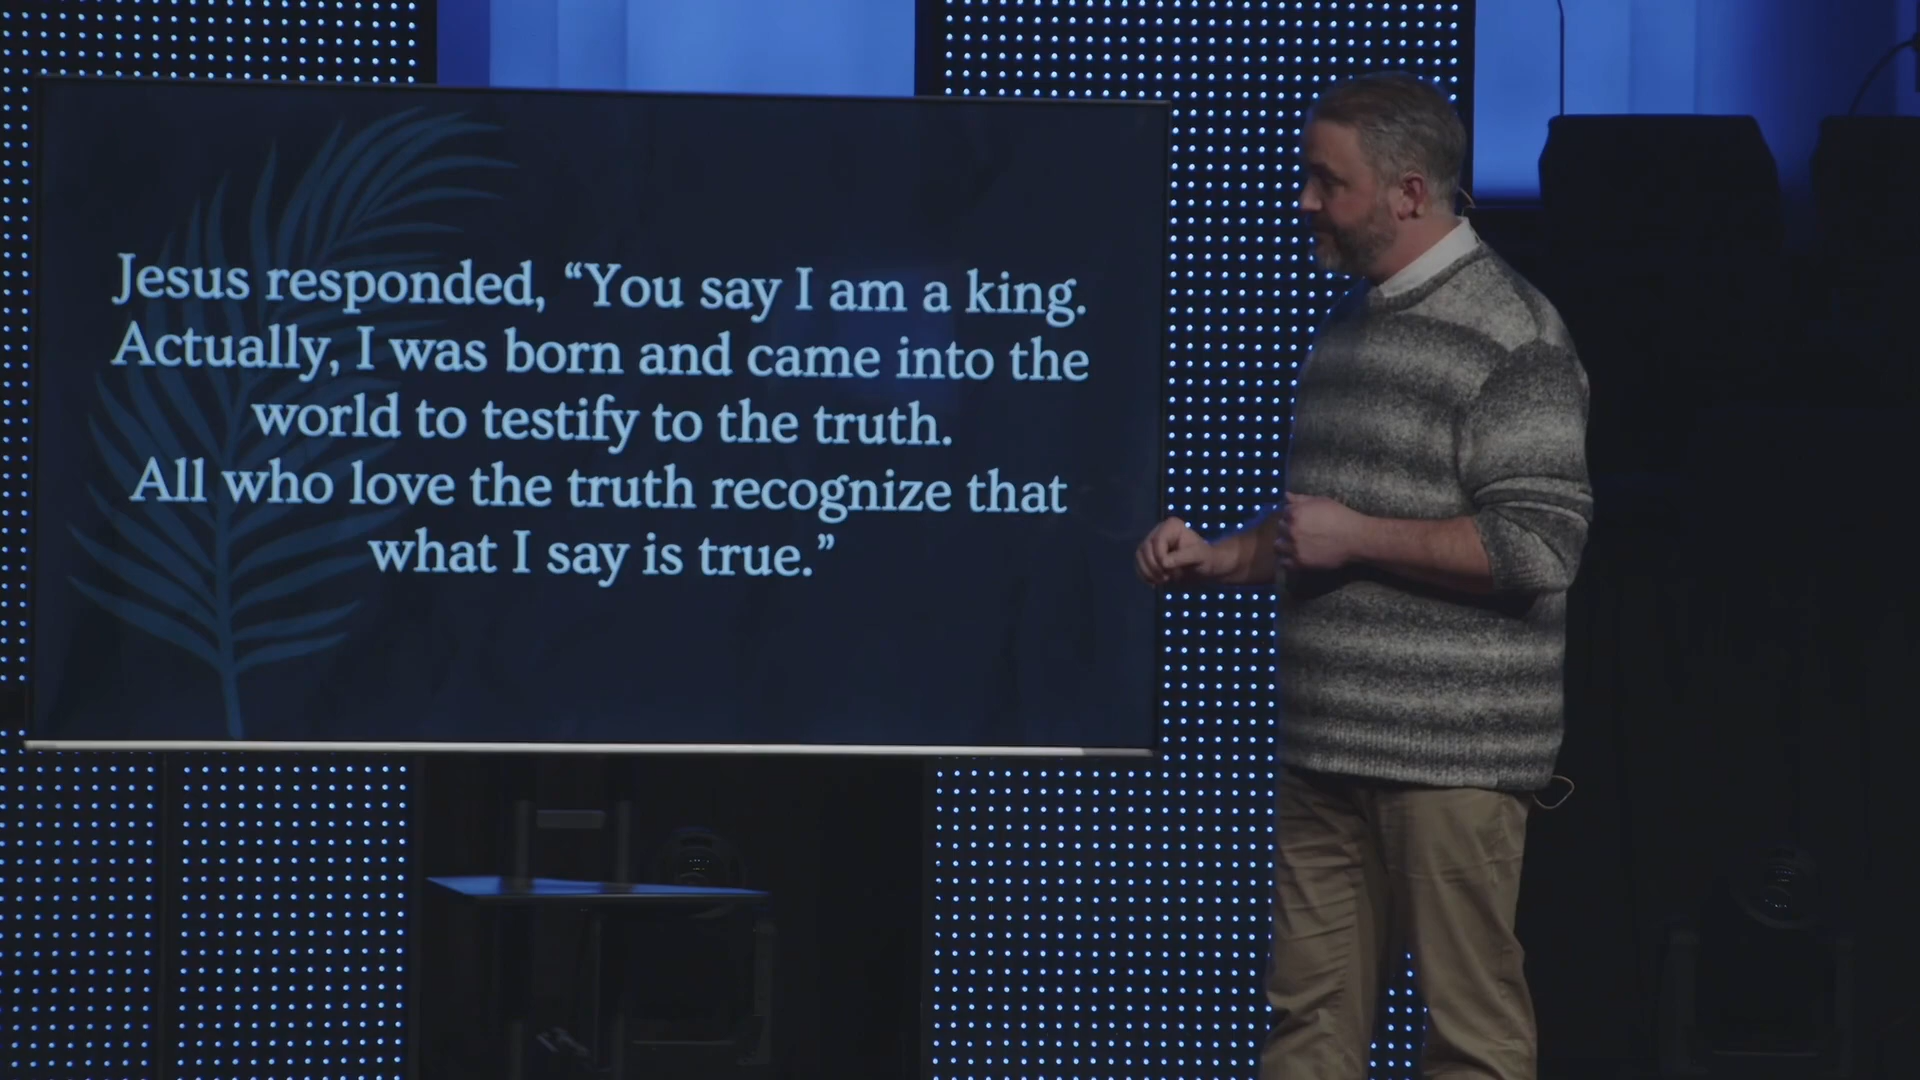 Jesus responded, “You say I am a king.
Actually, I was born and came into the
world to testify to the truth.
All who love the truth recognize that
what I say is true.”